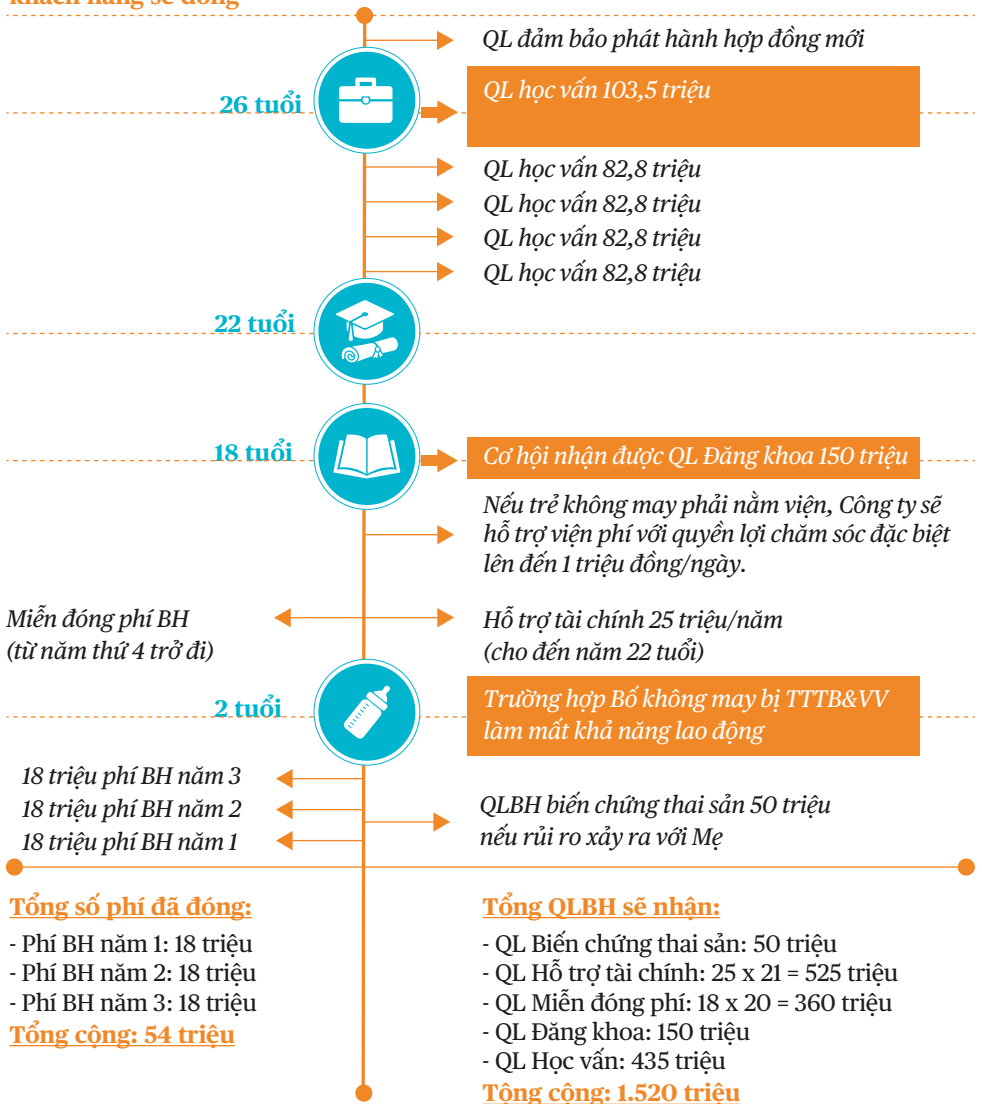 QL đảm bảo phát hành hợp đồng mới
26 tuổi
QL học vấn 103,5 triệu
QL học vấn 82,8 triệu
QL học vấn 82,8 triệu
QL học vấn 82,8 triệu
QL học vấn 82,8 triệu
22 tuổi
18 tuổi
Cơ hội nhận được QL Đăng khoa 150 triệu
Nếu trẻ không may phải nằm viện, Công ty sẽ
hỗ trợ viện phí với quyền lợi chăm sóc đặc biệt
lên đến 1 triệu đồng/ngày.
Miễn đóng phí BH
(từ năm thứ 4 trở đi)
Hỗ trợ tài chính 25 triệu/năm
(cho đến năm 22 tuổi)
2 tuổi
Trường hợp Bố không may bị TTTB&VV
làm mất khả năng lao động
18 triệu phí BH năm 3
18 triệu phí BH năm 2
18 triệu phí BH năm 1
QLBH biến chứng thai sản 50 triệu
nếu rủi ro xảy ra với Mẹ
Tổng số phí đã đóng:
- Phí BH năm 1: 18 triệu
- Phí BH năm 2: 18 triệu
- Phí BH năm 3: 18 triệu
Tổng cộng: 54 triệu
Tổng QLBH sẽ nhận:
- QL Biến chứng thai sản: 50 triệu
- QL Hỗ trợ tài chính: 25 x 21 = 525 triệu
- QL Miễn đóng phí: 18 x 20 = 360 triệu
- QL Đăng khoa: 150 triệu
- QL Học vấn: 435 triệu
Tộng cộng: 1.520 triệu